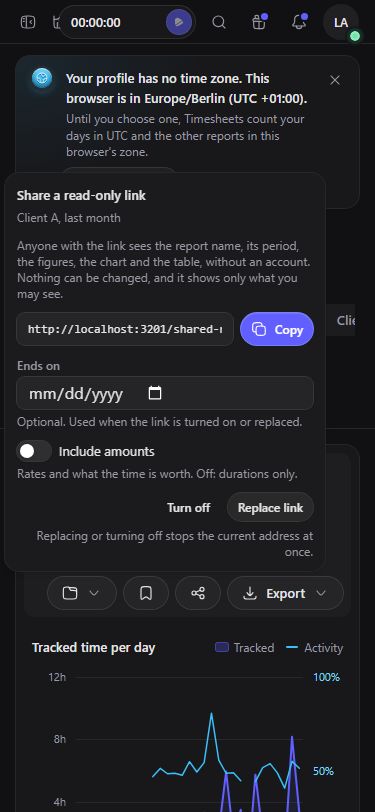 00:00:00
LA
Your profile has no time zone. This
browser is in Europe/Berlin (UTC +01:00).
Until you choose one, Timesheets count your
days in UTC and the other reports in this
browser's zone.
Share a read-only link
Client A, last month
Anyone with the link sees the report name, its period,
the figures, the chart and the table, without an account.
Nothing can be changed, and it shows only what you
may see.
http://localhost:3201/shared-r
Copy
Ends on
mm/dd/yyyy
Optional. Used when the link is turned on or replaced.
Include amounts
Rates and what the time is worth. Off: durations only.
Turn off
Replace link
Replacing or turning off stops the current address at
once.
Export
Tracked time per day
Tracked
Activity
12h
100%
8h
50%
4h